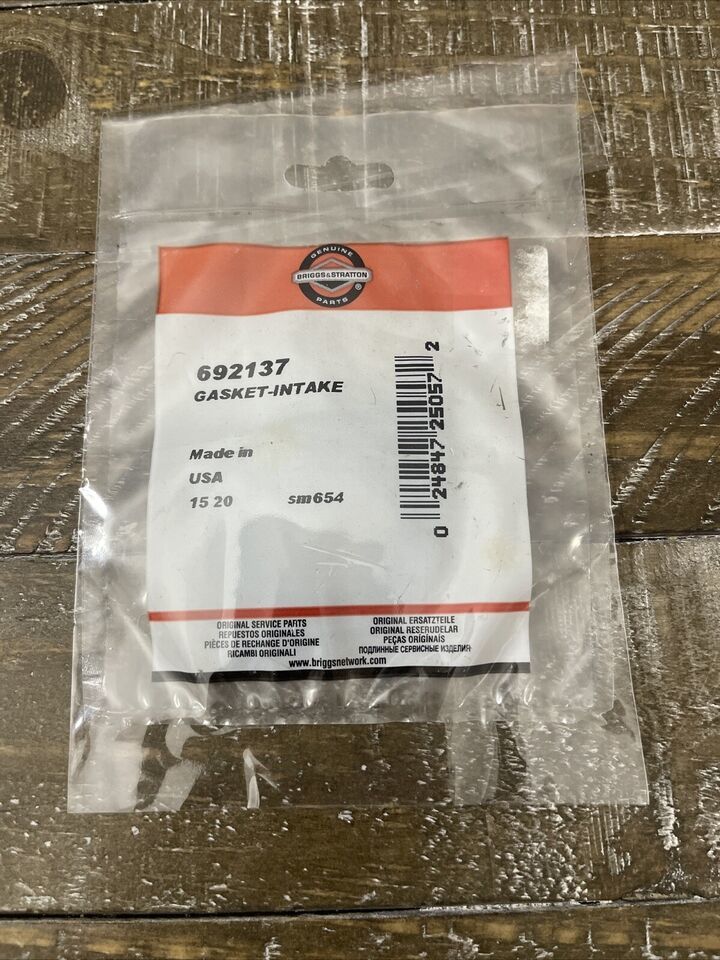 GENUINE
BRIGGS&STRATTON
PARTS ®
692137
GASKET-INTAKE
Made in
USA
15 20 sm654
0 24847 25057 2
ORIGINAL SERVICE PARTS
REPUESTOS ORIGINALES
PIÈCES DE RECHANGE D'ORIGINE
RICAMBI ORIGINALI
ORIGINAL ERSATZTEILE
ORIGINAL RESERUDELAR
PEÇAS ORIGINAIS
ПОДЛИННЫЕ СЕРВИСНЫЕ ИЗДЕЛИЯ
www.briggsnetwork.com